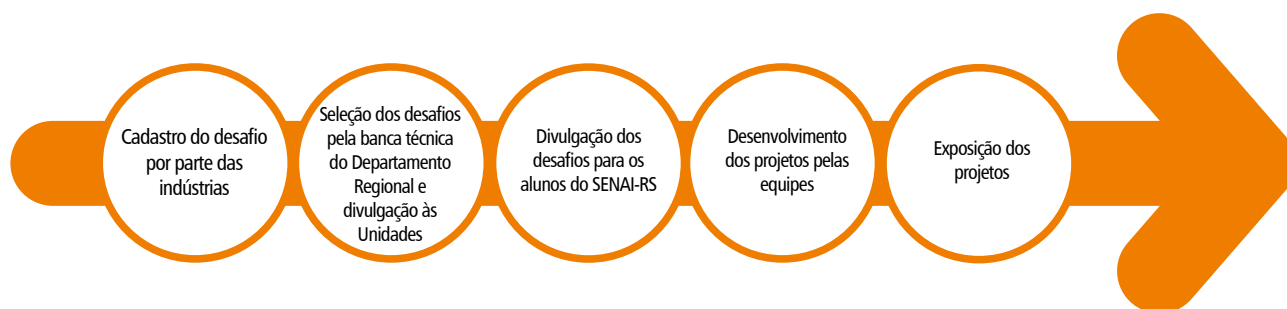 Cadastro do desafio
por parte das
indústrias
Seleção dos desafios
pela banca técnica
do Departamento
Regional e
divulgação às
Unidades
Divulgação dos
desafios para os
alunos do SENAI-RS
Desenvolvimento
dos projetos pelas
equipes
Exposição dos
projetos